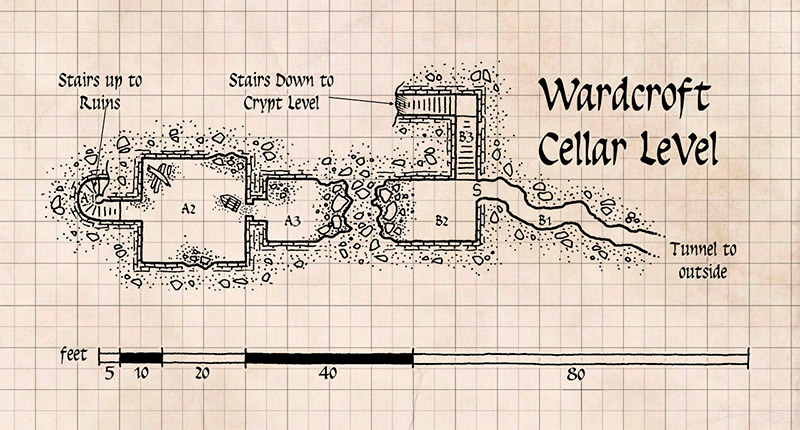 Wardcroft
Cellar Level
Stairs up to
Ruins
Stairs Down to
Crypt Level
B3
A2
A3
B2
S
B1
Tunnel to
outside
feet
5 10 20 40 80